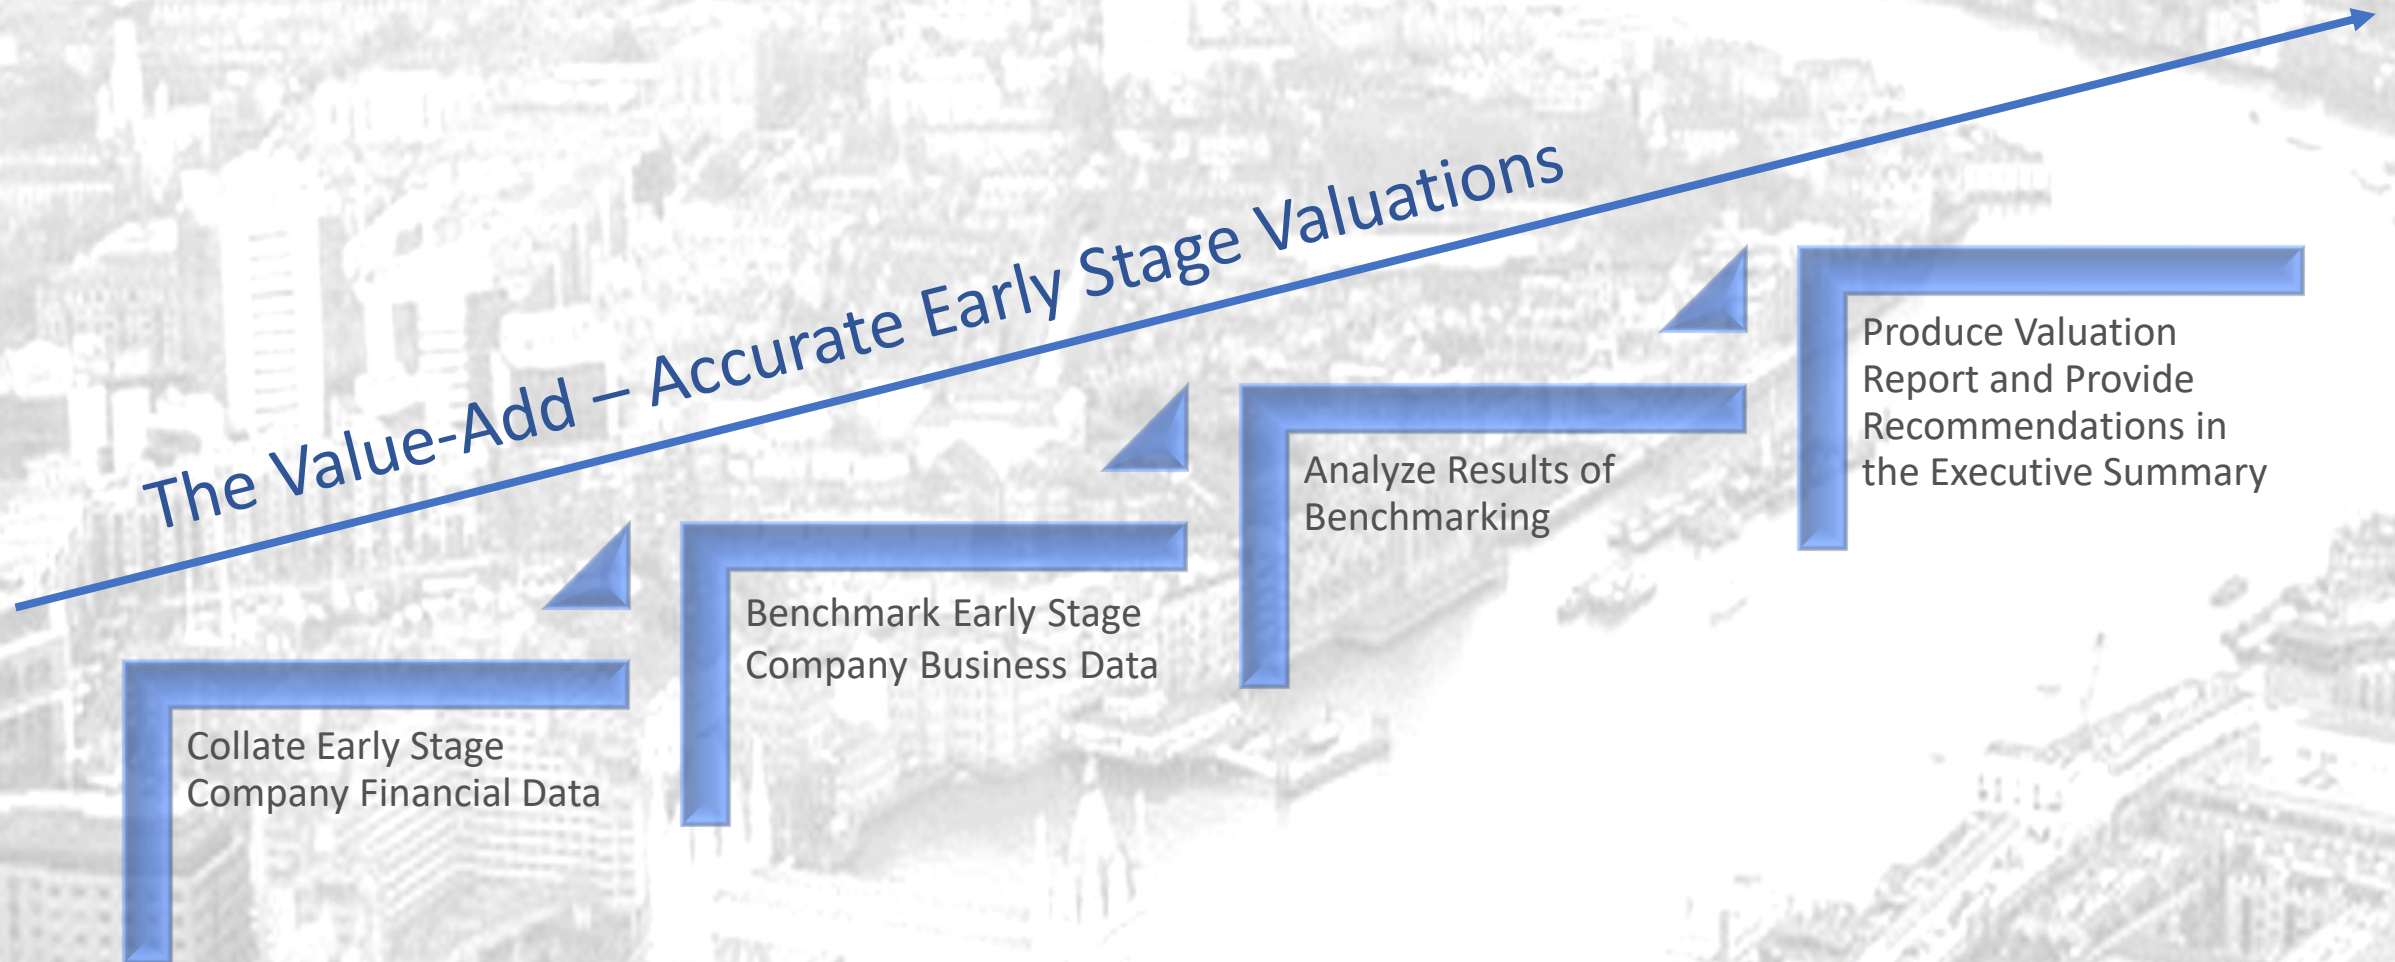 The Value-Add – Accurate Early Stage Valuations
Collate Early Stage
Company Financial Data
Benchmark Early Stage
Company Business Data
Analyze Results of
Benchmarking
Produce Valuation
Report and Provide
Recommendations in
the Executive Summary